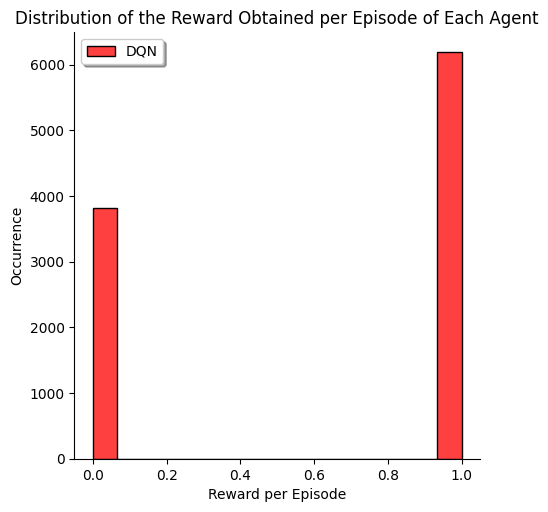 Distribution of the Reward Obtained per Episode of Each Agent
DQN
6000
5000
4000
3000
2000
1000
0
Occurrence
0.0 0.2 0.4 0.6 0.8 1.0
Reward per Episode